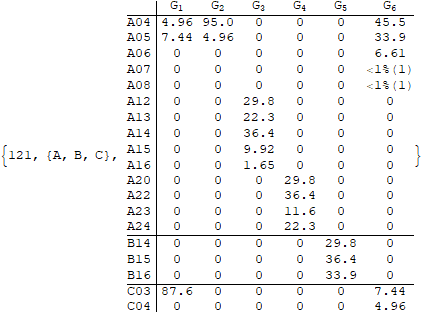 G₁ G₂ G₃ G₄ G₅ G₆
A04 4.96 95.0 0 0 0 45.5
A05 7.44 4.96 0 0 0 33.9
A06 0 0 0 0 0 6.61
A07 0 0 0 0 0 <1%(1)
A08 0 0 0 0 0 <1%(1)
A12 0 0 29.8 0 0 0
A13 0 0 22.3 0 0 0
A14 0 0 36.4 0 0 0
{121, {A, B, C}, A15 0 0 9.92 0 0 0 }
A16 0 0 1.65 0 0 0
A20 0 0 0 29.8 0 0
A22 0 0 0 36.4 0 0
A23 0 0 0 11.6 0 0
A24 0 0 0 22.3 0 0
B14 0 0 0 0 29.8 0
B15 0 0 0 0 36.4 0
B16 0 0 0 0 33.9 0
C03 87.6 0 0 0 0 7.44
C04 0 0 0 0 0 4.96